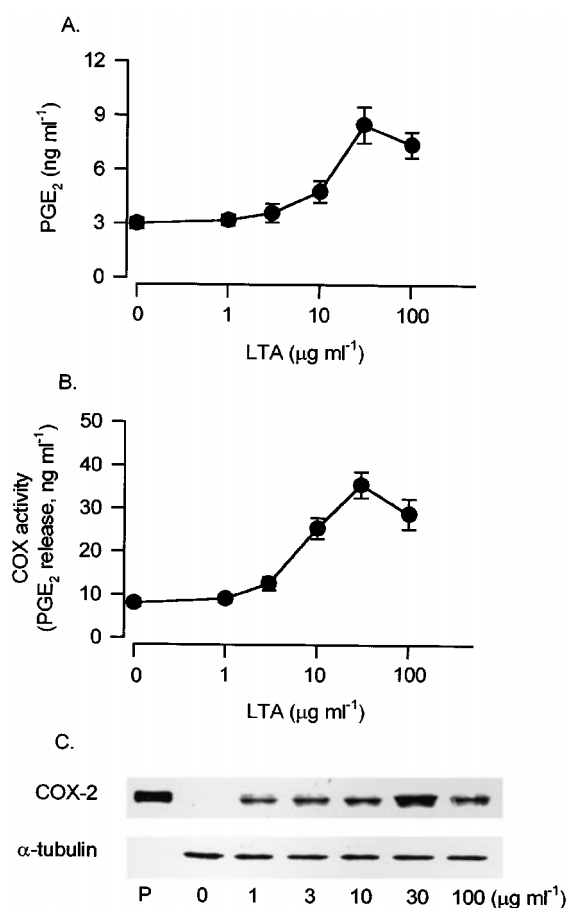 A.
12
9
6
3
0
PGE₂ (ng ml⁻¹)
0 1 10 100
LTA (μg ml⁻¹)
B.
50
40
30
20
10
0
COX activity
(PGE₂ release, ng ml⁻¹)
0 1 10 100
LTA (μg ml⁻¹)
C.
COX-2
α-tubulin
P 0 1 3 10 30 100 (μg ml⁻¹)